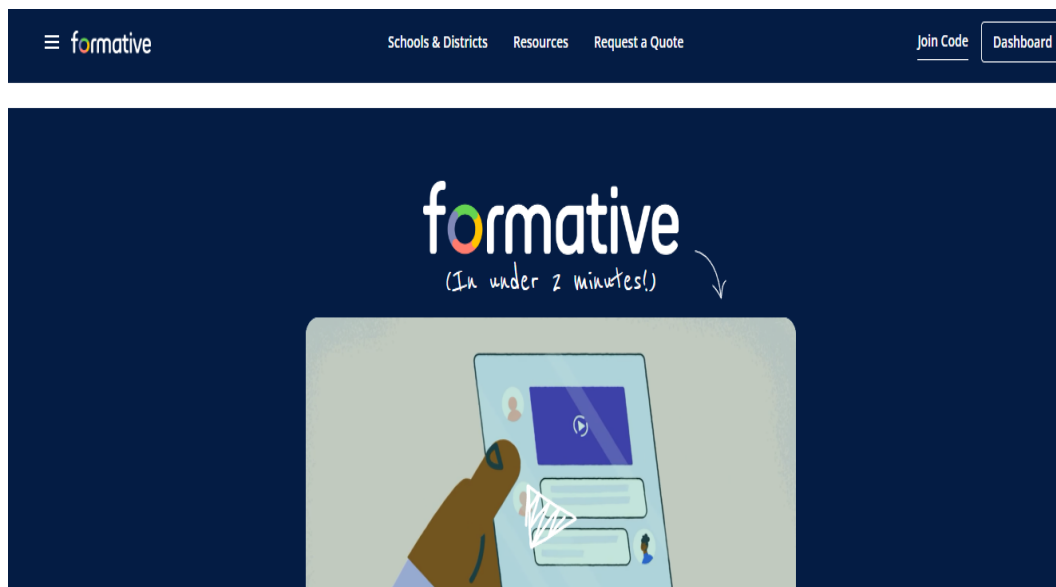 formative Schools & Districts Resources Request a Quote Join Code Dashboard
formative
(In under 2 minutes!)